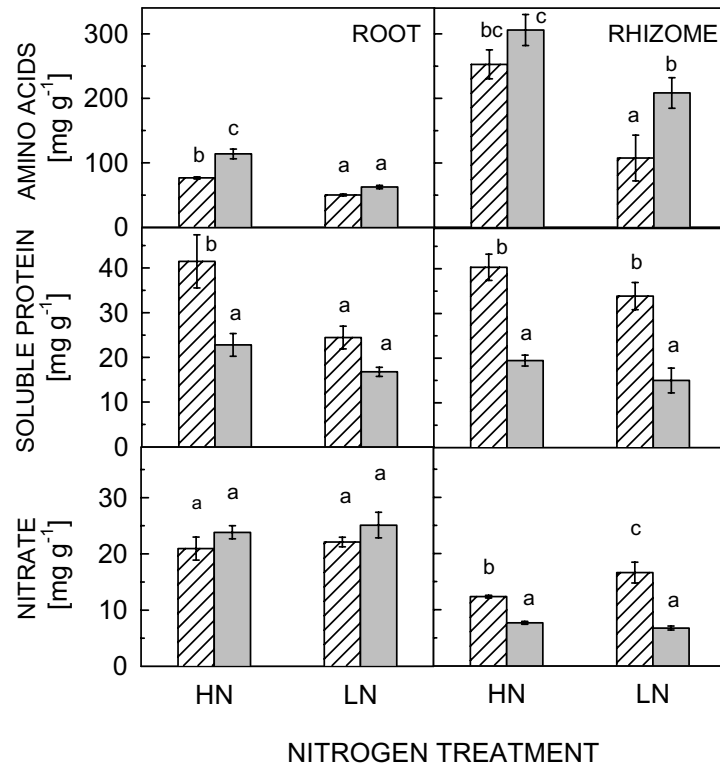 ROOT
RHIZOME
AMINO ACIDS
[mg g-1]
300
200
100
0
b
c
a
a
bc
c
a
b
SOLUBLE PROTEIN
[mg g-1]
40
30
20
10
0
b
a
a
a
b
a
b
a
NITRATE
[mg g-1]
30
20
10
0
a
a
a
a
b
a
c
a
HN
LN
HN
LN
NITROGEN TREATMENT